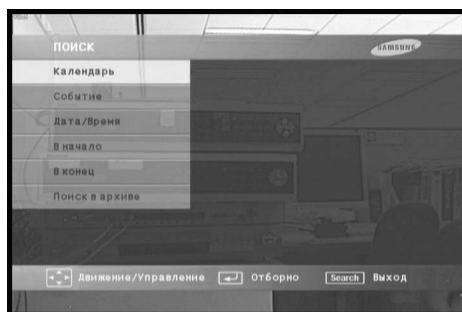 ПОИСК
SAMSUNG
Календарь
Событие
Дата/Время
В начало
В конец
Поиск в архиве
Движение/Управление Отборно Search Выход